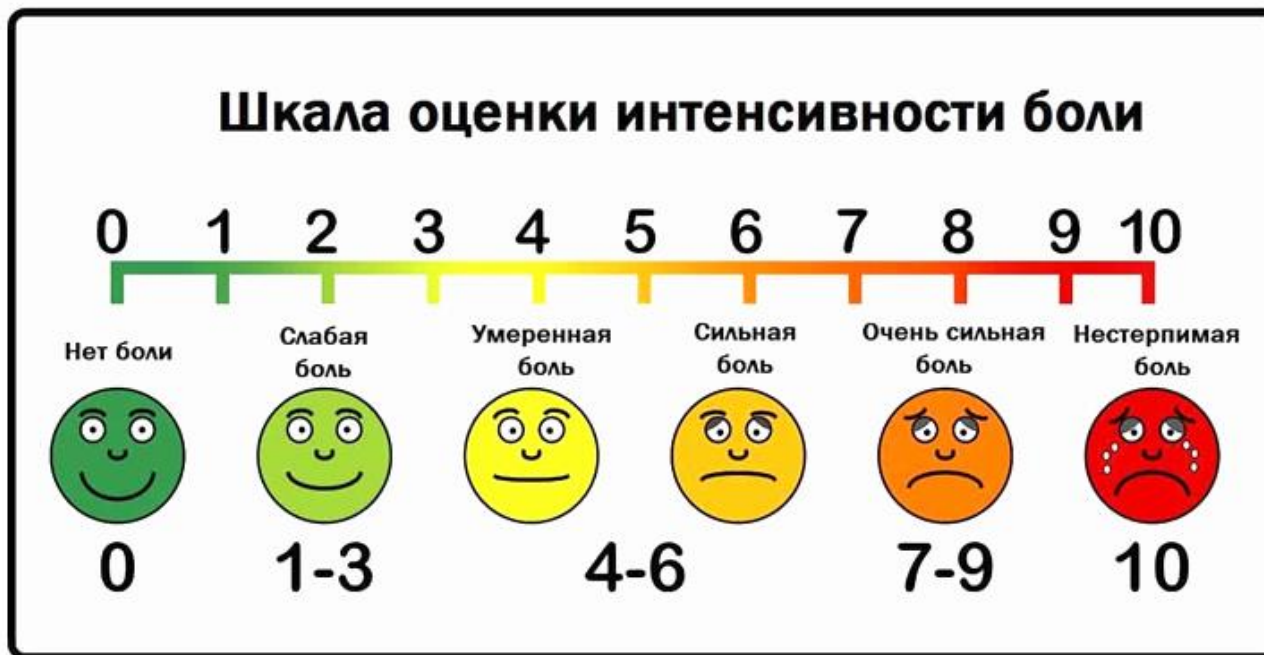 Шкала оценки интенсивности боли
0 1 2 3 4 5 6 7 8 9 10
Нет боли
Слабая
боль
Умеренная
боль
Сильная
боль
Очень сильная
боль
Нестерпимая
боль
0 1-3 4-6 7-9 10